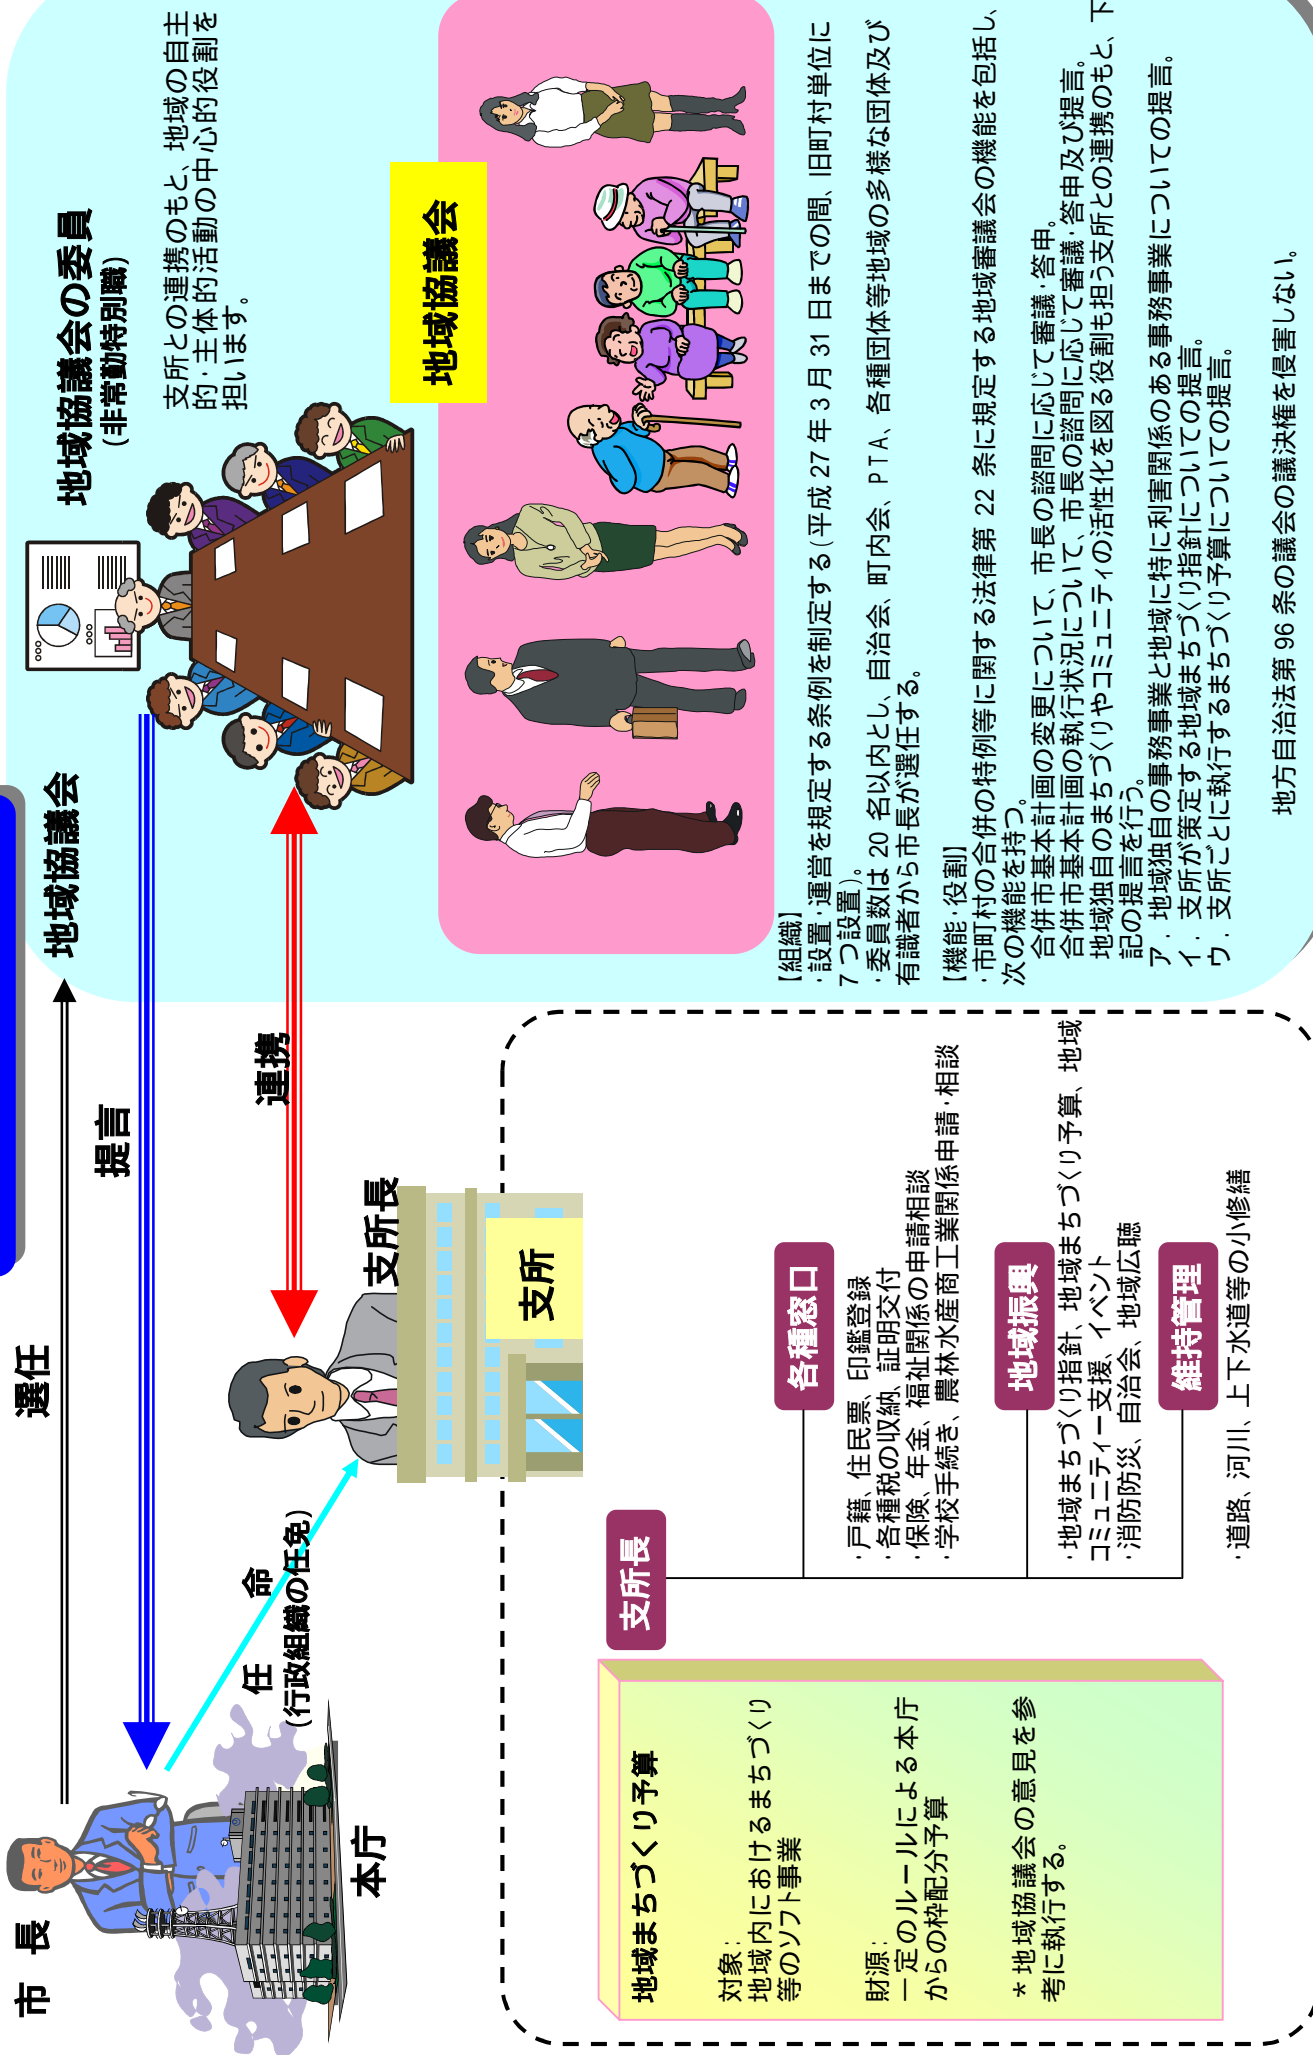 市 長
選任
地域協議会
地域協議会の委員
(非常勤特別職)
提言
支所との連携のもと、地域の自主
的・主体的活動の中心的役割を
担います。
任 命
(行政組織の任免)
連携
本庁
支所長
支所
地域協議会
支所長
各種窓口
・戸籍、住民票、印鑑登録
・各種税の収納、証明交付
・保険、年金、福祉関係の申請相談
・学校手続き、農林水産商工業関係申請・相談
地域振興
・地域まちづくり指針、地域まちづくり予算、地域
コミュニティー支援、イベント
・消防防災、自治会、地域広聴
維持管理
・道路、河川、上下水道等の小修繕
地域まちづくり予算
対象:
地域内におけるまちづくり
等のソフト事業
財源:
一定のルールによる本庁
からの枠配分予算
*地域協議会の意見を参
考に執行する。
【組織】
・設置・運営を規定する条例を制定する(平成 27 年 3 月 31 日までの間、旧町村単位に
7つ設置)。
・委員数は 20 名以内とし、自治会、町内会、PTA、各種団体等地域の多様な団体及び
有識者から市長が選任する。
【機能・役割】
・市町村の合併の特例等に関する法律第 22 条に規定する地域審議会の機能を包括し、
次の機能を持つ。
合併市基本計画の変更について、市長の諮問に応じて審議・答申。
合併市基本計画の執行状況について、市長の諮問に応じて審議・答申及び提言。
地域独自のまちづくりやコミュニティの活性化を図る役割も担う支所との連携のもと、下
記の提言を行う。
ア．地域独自の事務事業と地域に特に利害関係のある事務事業についての提言。
イ．支所が策定する地域まちづくり指針についての提言。
ウ．支所ごとに執行するまちづくり予算についての提言。
地方自治法第 96 条の議会の議決権を侵害しない。